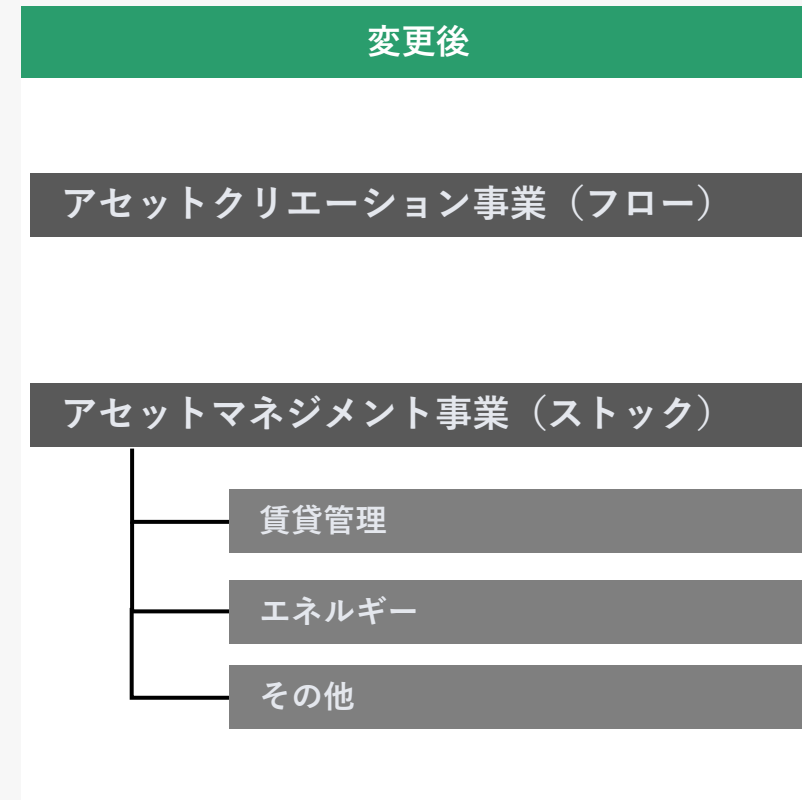 変更後
アセットクリエーション事業（フロー）
アセットマネジメント事業（ストック）
賃貸管理
エネルギー
その他